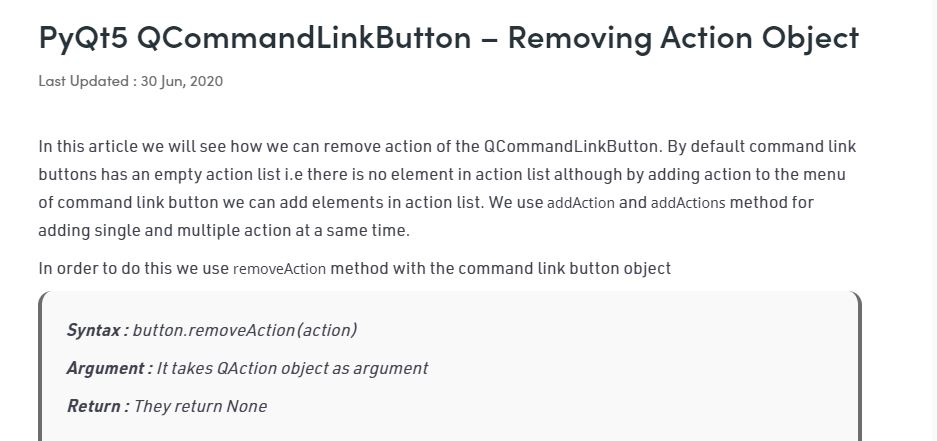 PyQt5 QCommandLinkButton – Removing Action Object
Last Updated : 30 Jun, 2020
In this article we will see how we can remove action of the QCommandLinkButton. By default command link
buttons has an empty action list i.e there is no element in action list although by adding action to the menu
of command link button we can add elements in action list. We use addAction and addActions method for
adding single and multiple action at a same time.
In order to do this we use removeAction method with the command link button object
Syntax : button.removeAction(action)
Argument : It takes QAction object as argument
Return : They return None